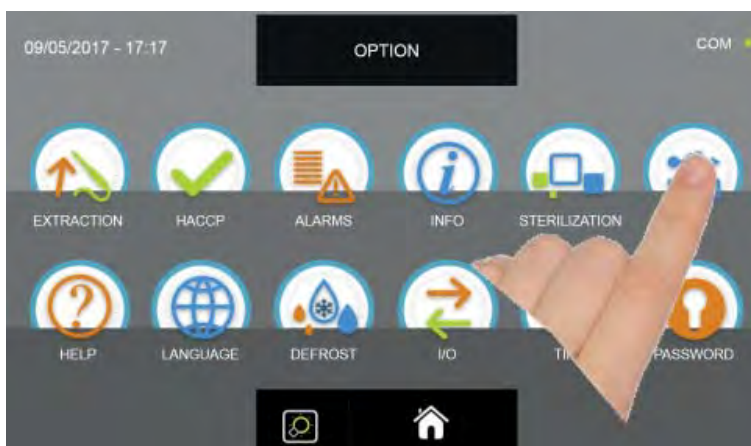 09/05/2017 - 17:17 OPTION COM
EXTRACTION HACCP ALARMS INFO STERILIZATION
HELP LANGUAGE DEFROST I/O PASSWORD